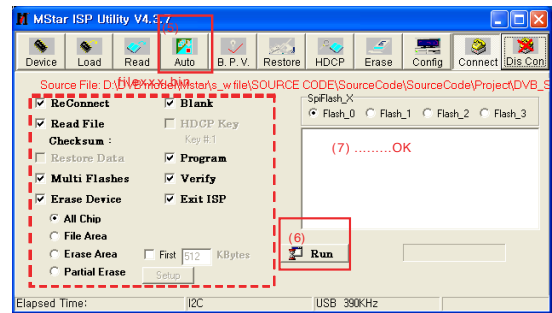 MStar ISP Utility V4.3.7
(5)
Device Load Read Auto B. P. V. Restore HDCP Erase Config Connect Dis Con
Source File: D:\DVB model\Mstar\s_w file\SOURCE CODE\SourceCode\SourceCode\Project\DVB_S
filexxx.bin
ReConnect Blank
SpiFlash_X
Flash_0 Flash_1 Flash_2 Flash_3
Read File HDCP Key
Checksum : Key #:1
(7) .........OK
Restore Data Program
Multi Flashes Verify
Erase Device Exit ISP
All Chip
File Area
(6)
Erase Area First 512 KBytes Run
Partial Erase Setup
Elapsed Time: I2C USB 390KHz